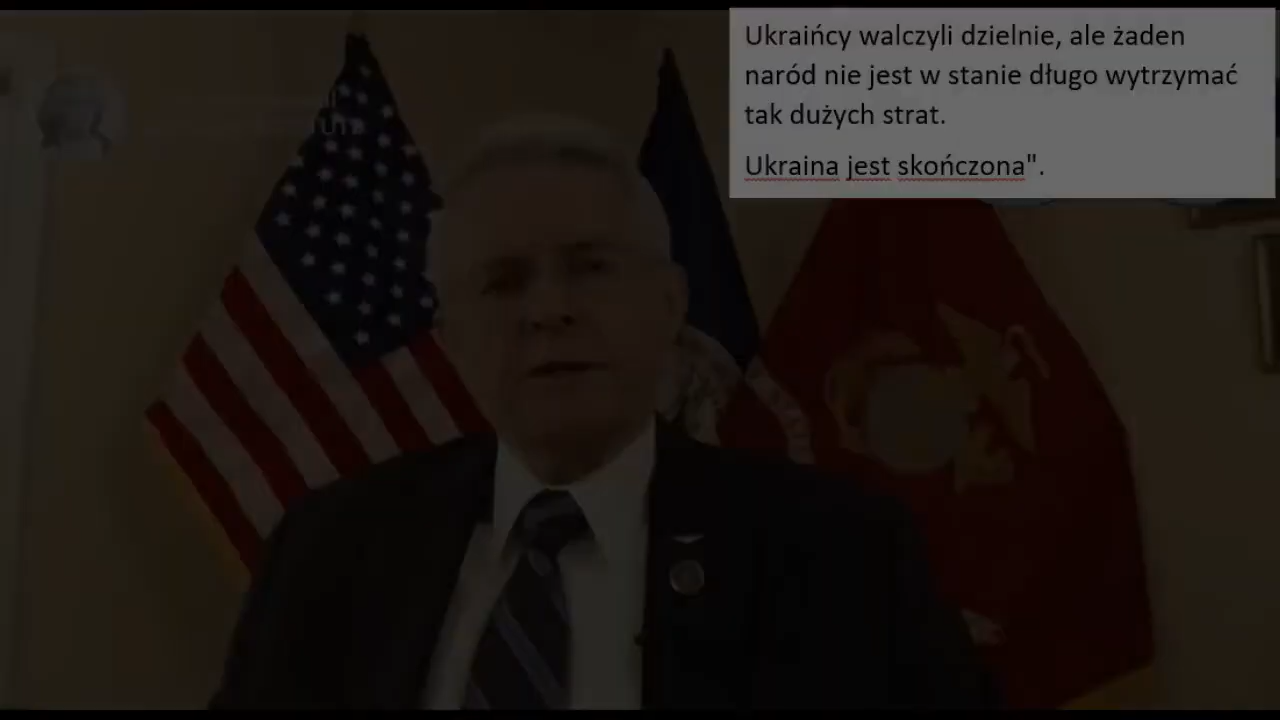 Ukraińcy walczyli dzielnie, ale żaden
naród nie jest w stanie długo wytrzymać
tak dużych strat.
Ukraina jest skończona".